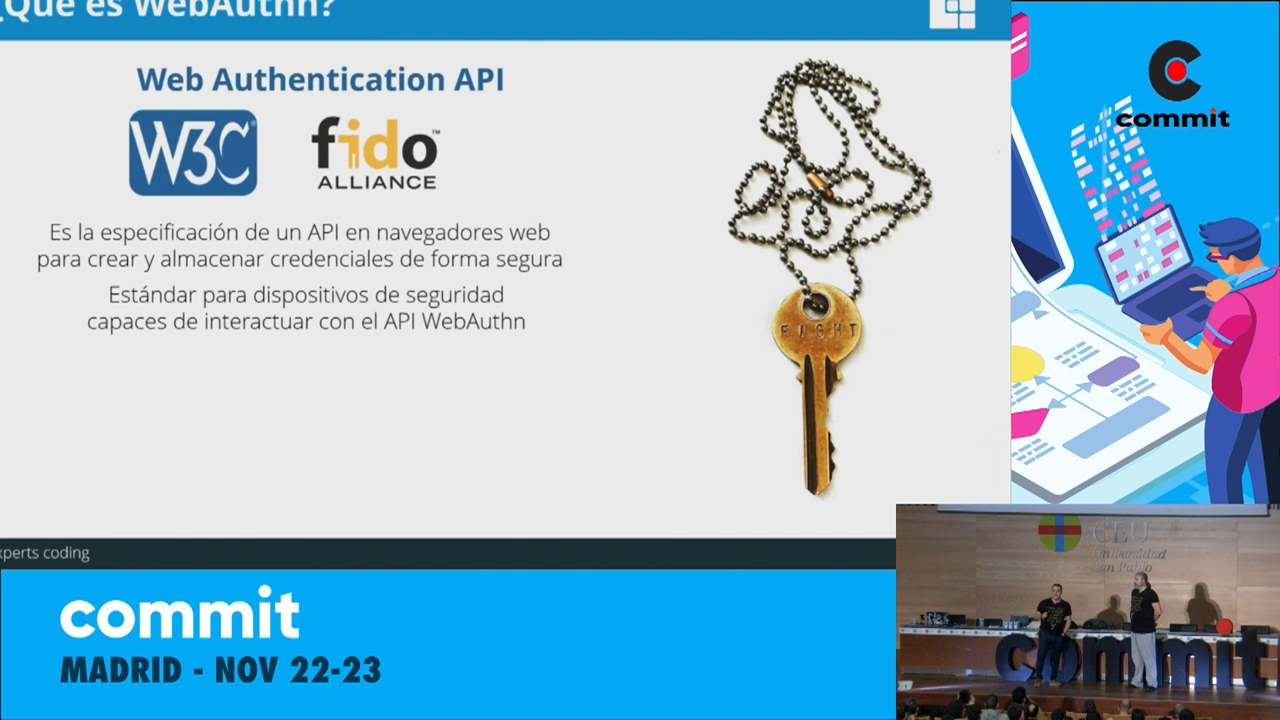 ¿Qué es WebAuthn?
Web Authentication API
W3C
fido™
ALLIANCE
Es la especificación de un API en navegadores web
para crear y almacenar credenciales de forma segura
Estándar para dispositivos de seguridad
capaces de interactuar con el API WebAuthn
FIGHT
xperts coding
commit
commit
MADRID - NOV 22-23
CEU
Universidad
San Pablo
commit